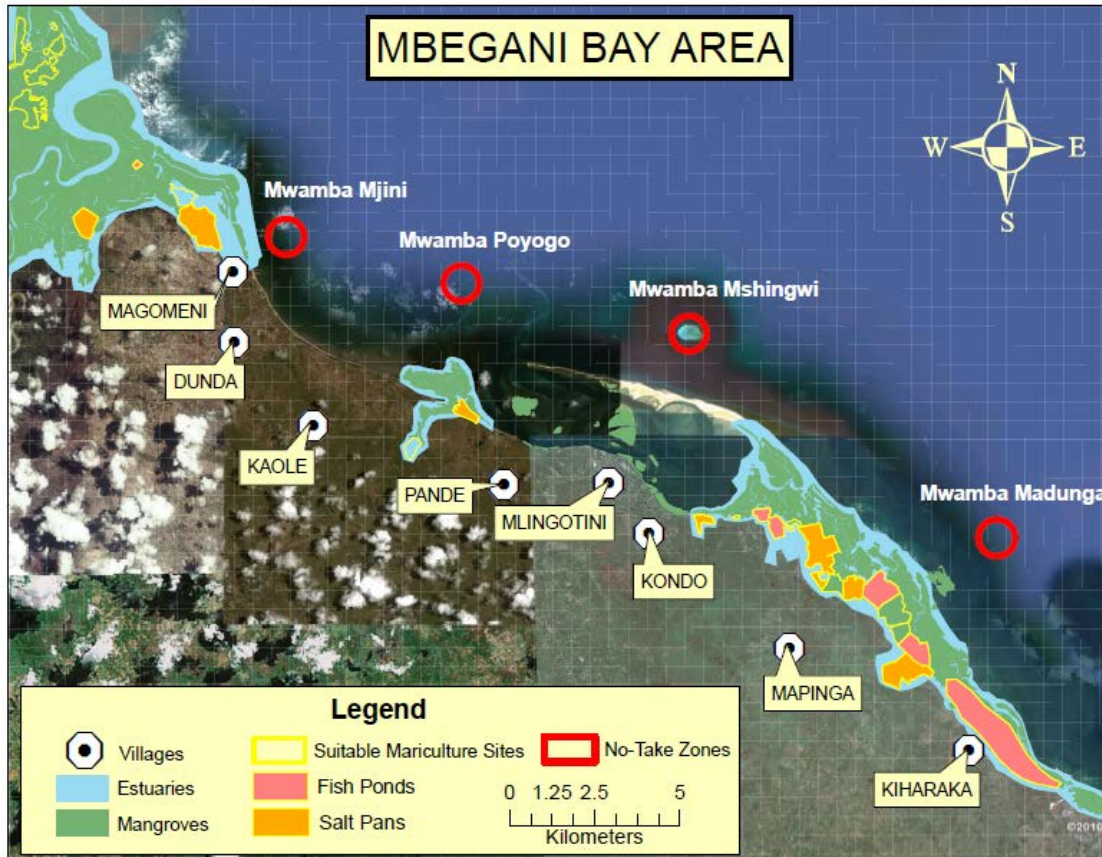 MBEGANI BAY AREA
N
W
E
S
Mwamba Mjini
Mwamba Poyogo
Mwamba Mshingwi
MAGOMENI
DUNDA
KAOLE
PANDE
MLINGOTINI
Mwamba Madunga
KONDO
MAPINGA
KIHARAKA
Legend
Villages
Suitable Mariculture Sites
No-Take Zones
Estuaries
Fish Ponds
Mangroves
Salt Pans
0 1.25 2.5 5
Kilometers
©2010